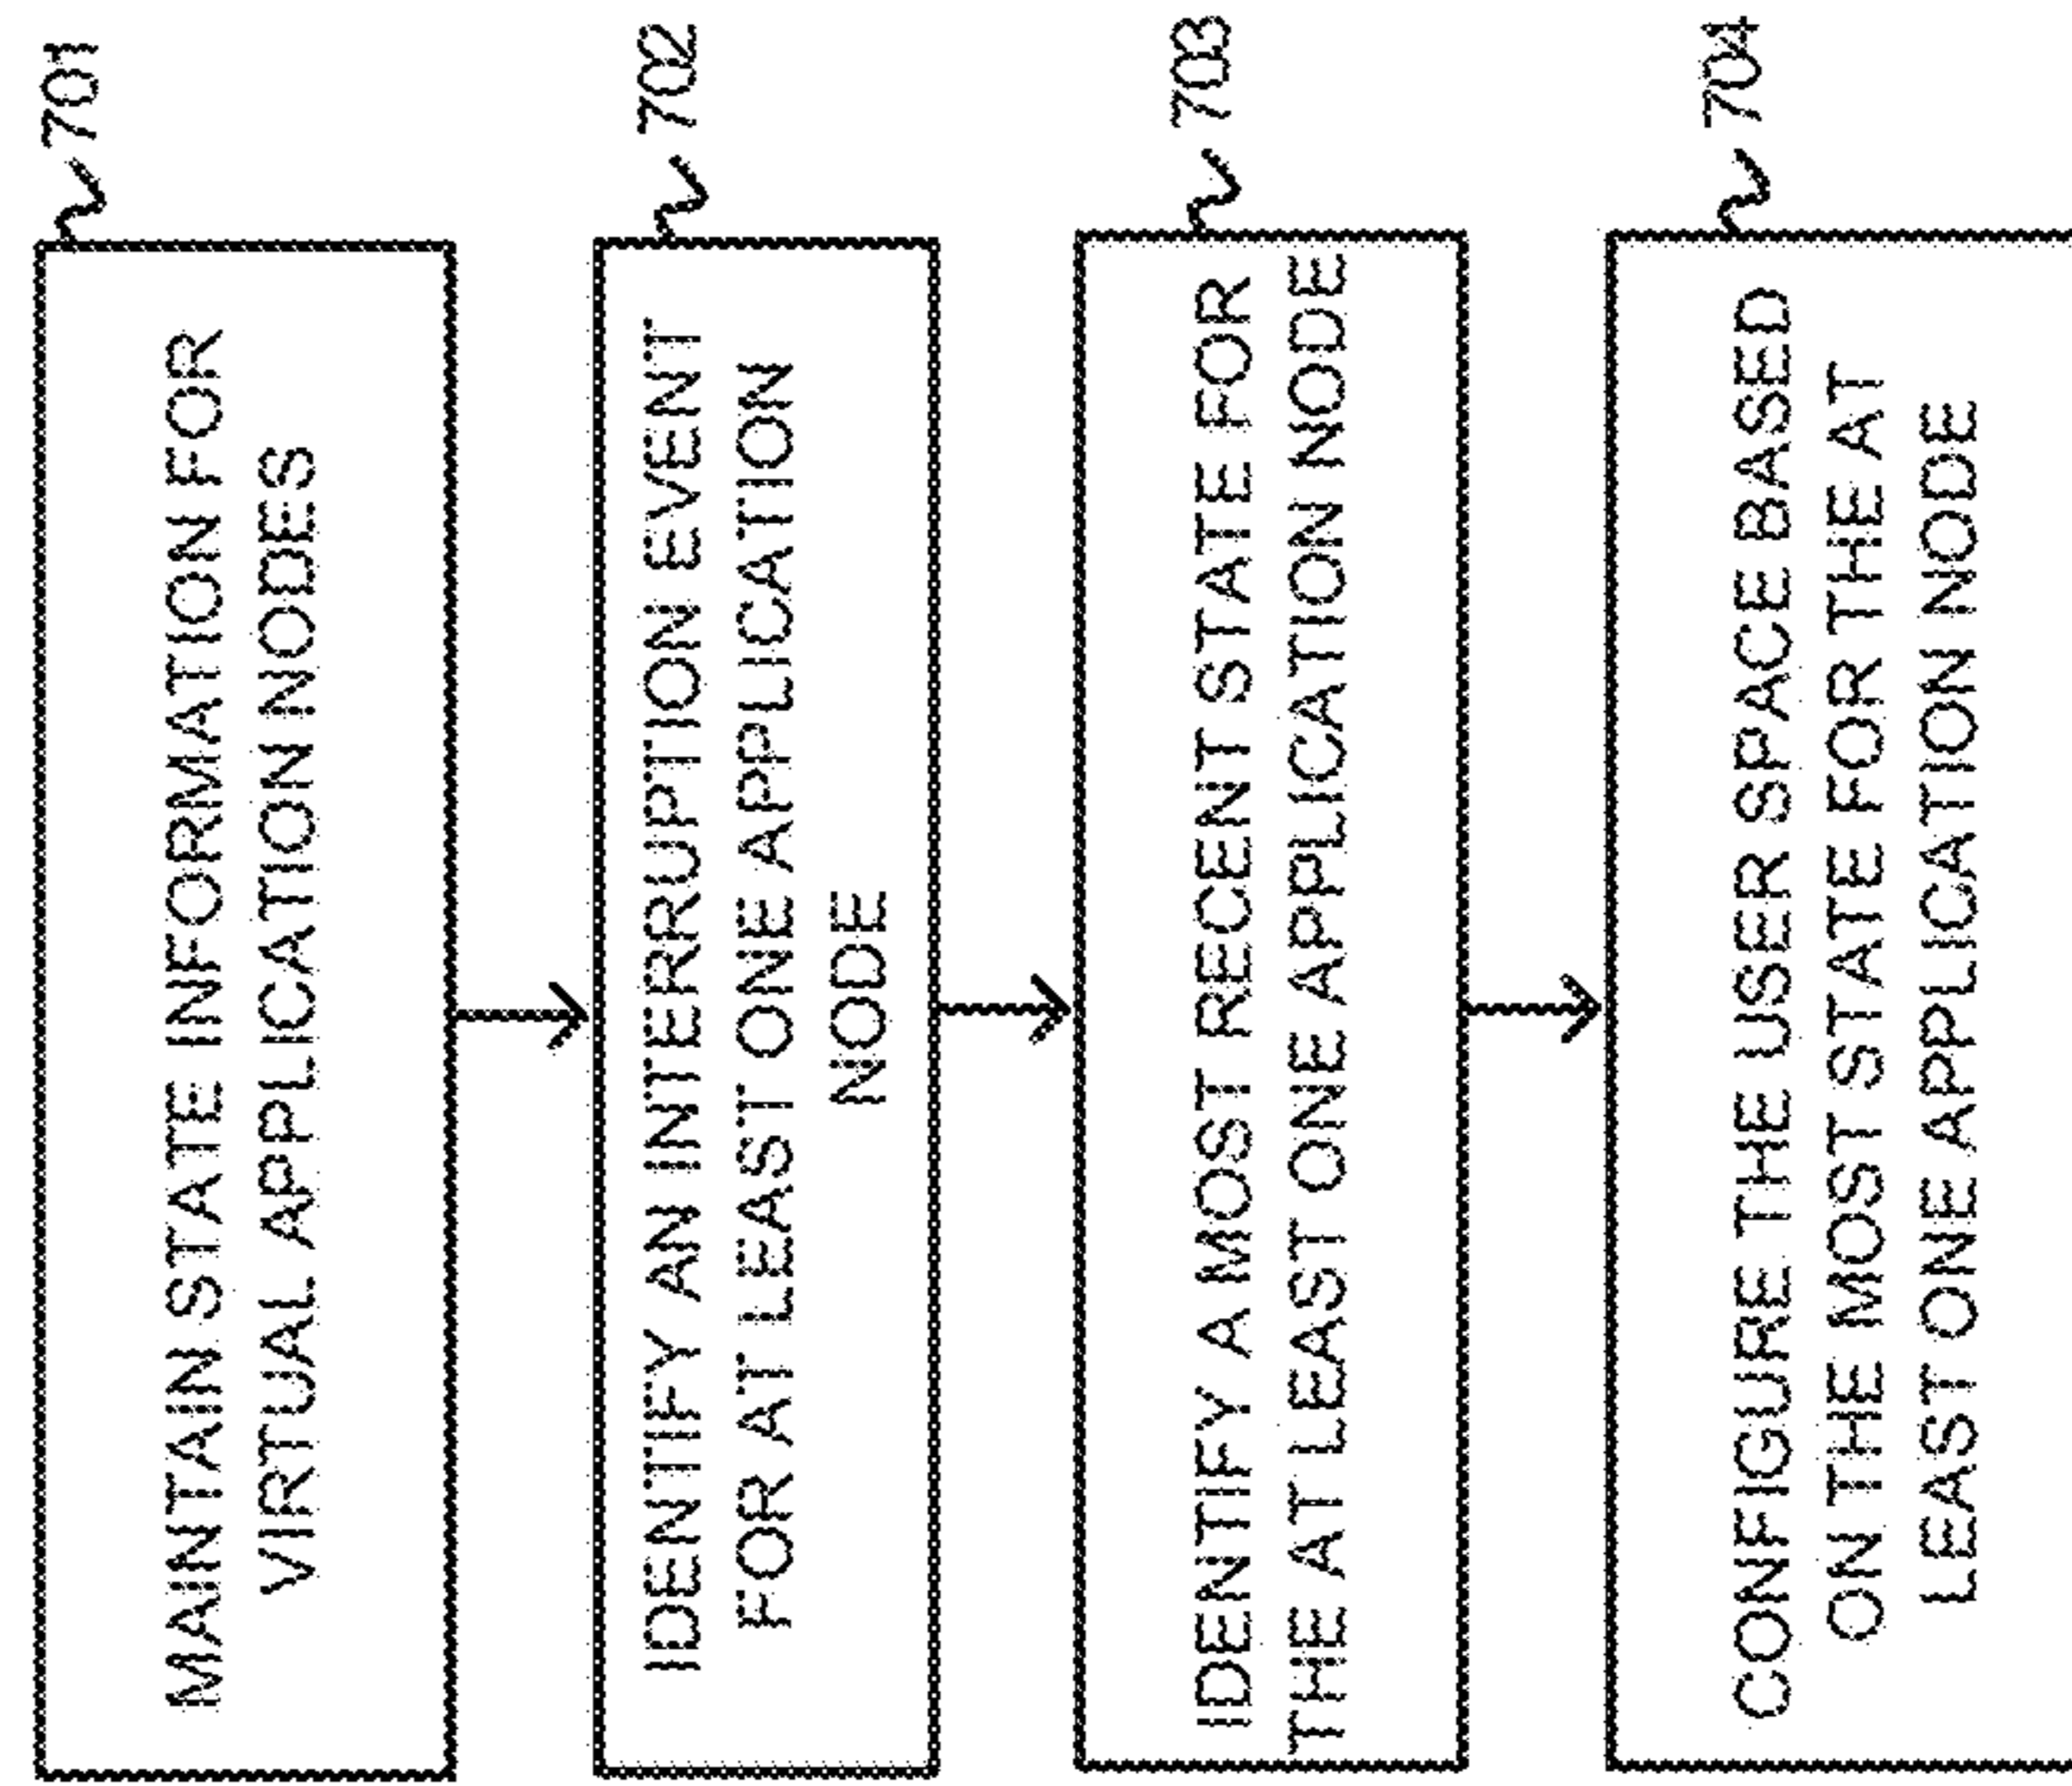 701
MAINTAIN STATE INFORMATION FOR
VIRTUAL APPLICATION NODES
702
IDENTIFY AN INTERRUPTION EVENT
FOR AT LEAST ONE APPLICATION
NODE
703
IDENTIFY A MOST RECENT STATE FOR
THE AT LEAST ONE APPLICATION NODE
704
CONFIGURE THE USER SPACE BASED
ON THE MOST STATE FOR THE AT
LEAST ONE APPLICATION NODE